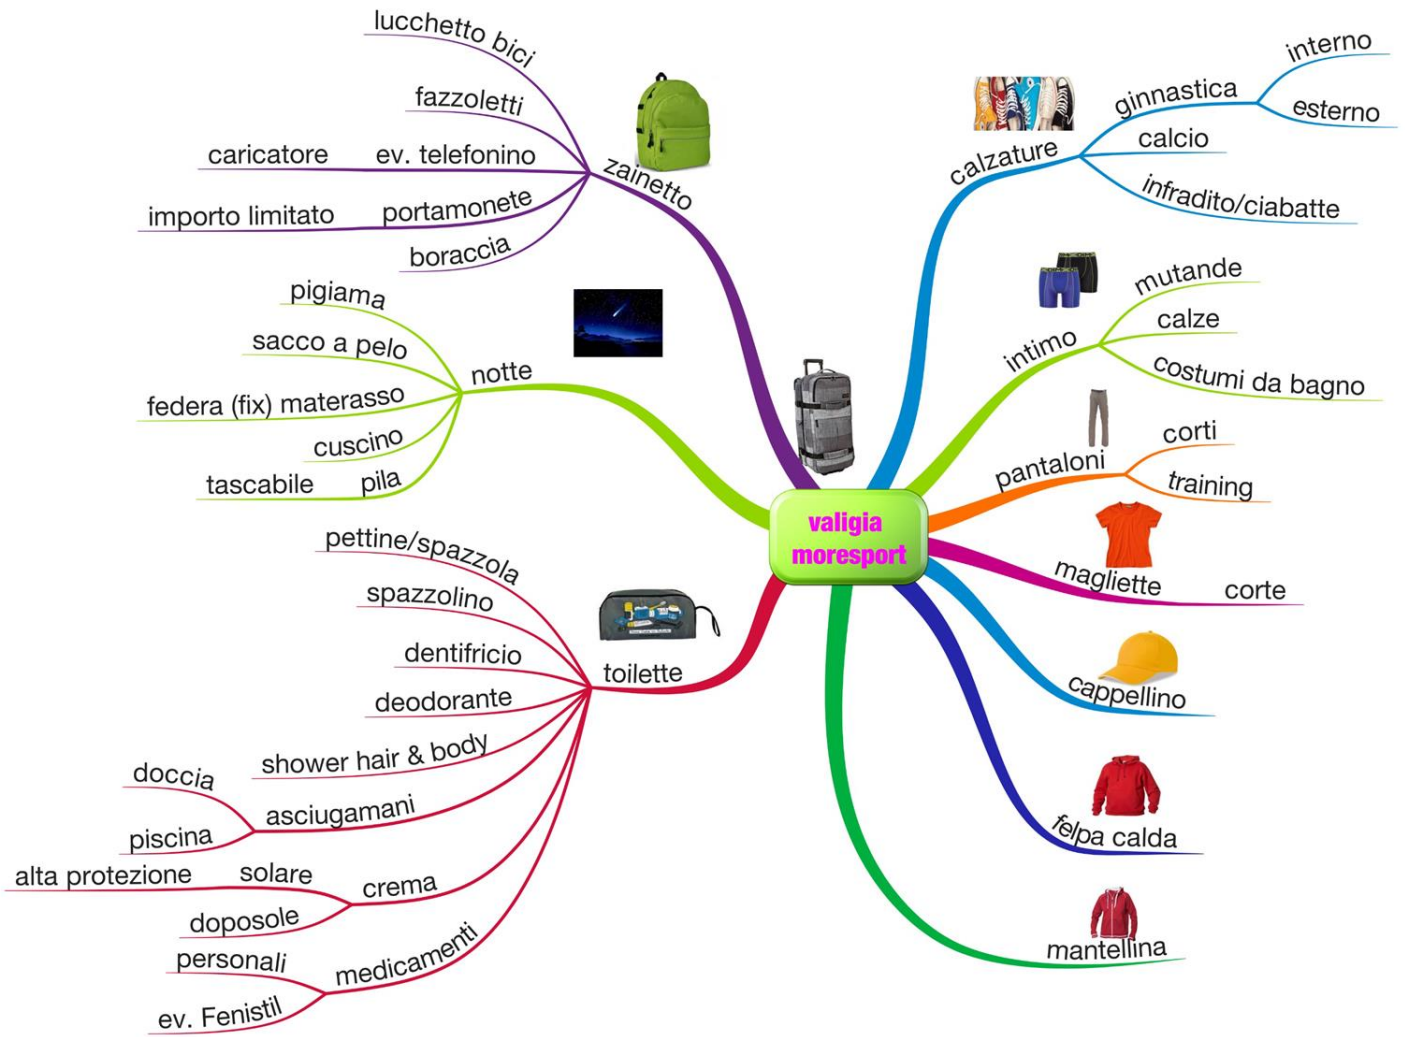 valigia
moresport
calzature
ginnastica
interno
esterno
calcio
infradito/ciabatte
intimo
mutande
calze
costumi da bagno
pantaloni
corti
training
magliette
corte
cappellino
felpa calda
mantellina
zainetto
lucchetto bici
fazzoletti
ev. telefonino
caricatore
portamonete
importo limitato
boraccia
notte
pigiama
sacco a pelo
federa (fix) materasso
cuscino
pila
tascabile
toilette
pettine/spazzola
spazzolino
dentifricio
deodorante
shower hair & body
asciugamani
doccia
piscina
crema
solare
alta protezione
doposole
medicamenti
personali
ev. Fenistil